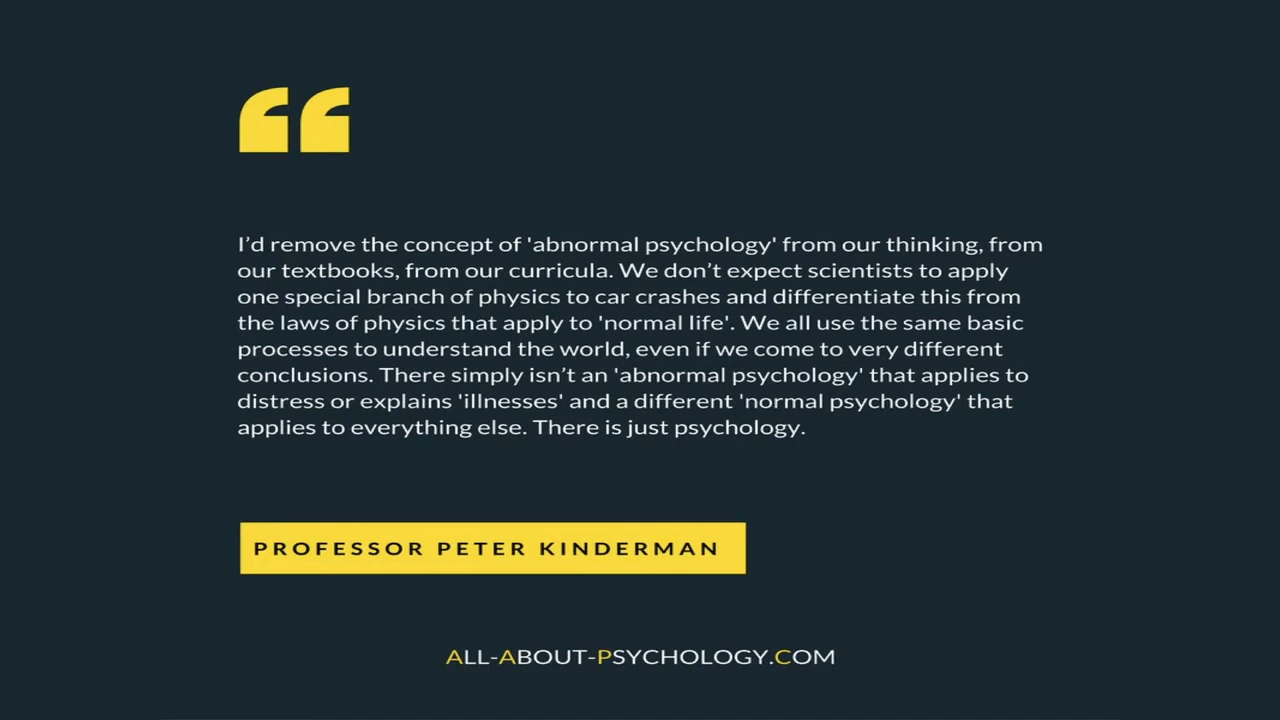 “
I’d remove the concept of 'abnormal psychology' from our thinking, from
our textbooks, from our curricula. We don’t expect scientists to apply
one special branch of physics to car crashes and differentiate this from
the laws of physics that apply to 'normal life'. We all use the same basic
processes to understand the world, even if we come to very different
conclusions. There simply isn’t an 'abnormal psychology' that applies to
distress or explains 'illnesses' and a different 'normal psychology' that
applies to everything else. There is just psychology.
PROFESSOR PETER KINDERMAN
ALL-ABOUT-PSYCHOLOGY.COM